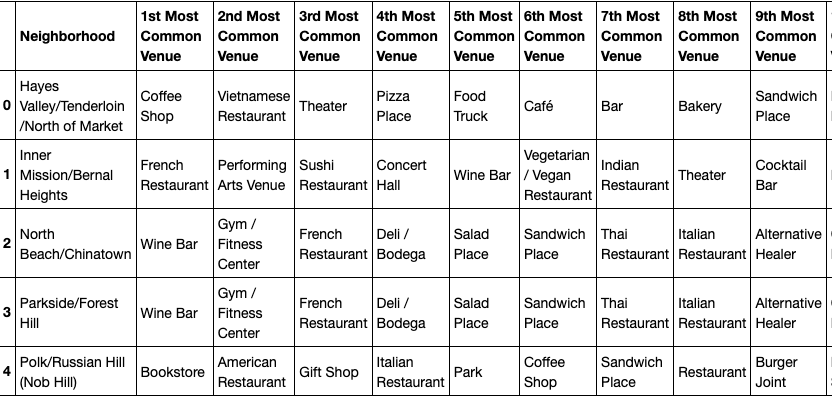 Neighborhood
1st Most
Common
Venue
2nd Most
Common
Venue
3rd Most
Common
Venue
4th Most
Common
Venue
5th Most
Common
Venue
6th Most
Common
Venue
7th Most
Common
Venue
8th Most
Common
Venue
9th Most
Common
Venue
0
Hayes
Valley/Tenderloin
/North of Market
Coffee
Shop
Vietnamese
Restaurant
Theater
Pizza
Place
Food
Truck
Café
Bar
Bakery
Sandwich
Place
1
Inner
Mission/Bernal
Heights
French
Restaurant
Performing
Arts Venue
Sushi
Restaurant
Concert
Hall
Wine Bar
Vegetarian
/ Vegan
Restaurant
Indian
Restaurant
Theater
Cocktail
Bar
2
North
Beach/Chinatown
Wine Bar
Gym /
Fitness
Center
French
Restaurant
Deli /
Bodega
Salad
Place
Sandwich
Place
Thai
Restaurant
Italian
Restaurant
Alternative
Healer
3
Parkside/Forest
Hill
Wine Bar
Gym /
Fitness
Center
French
Restaurant
Deli /
Bodega
Salad
Place
Sandwich
Place
Thai
Restaurant
Italian
Restaurant
Alternative
Healer
4
Polk/Russian Hill
(Nob Hill)
Bookstore
American
Restaurant
Gift Shop
Italian
Restaurant
Park
Coffee
Shop
Sandwich
Place
Restaurant
Burger
Joint